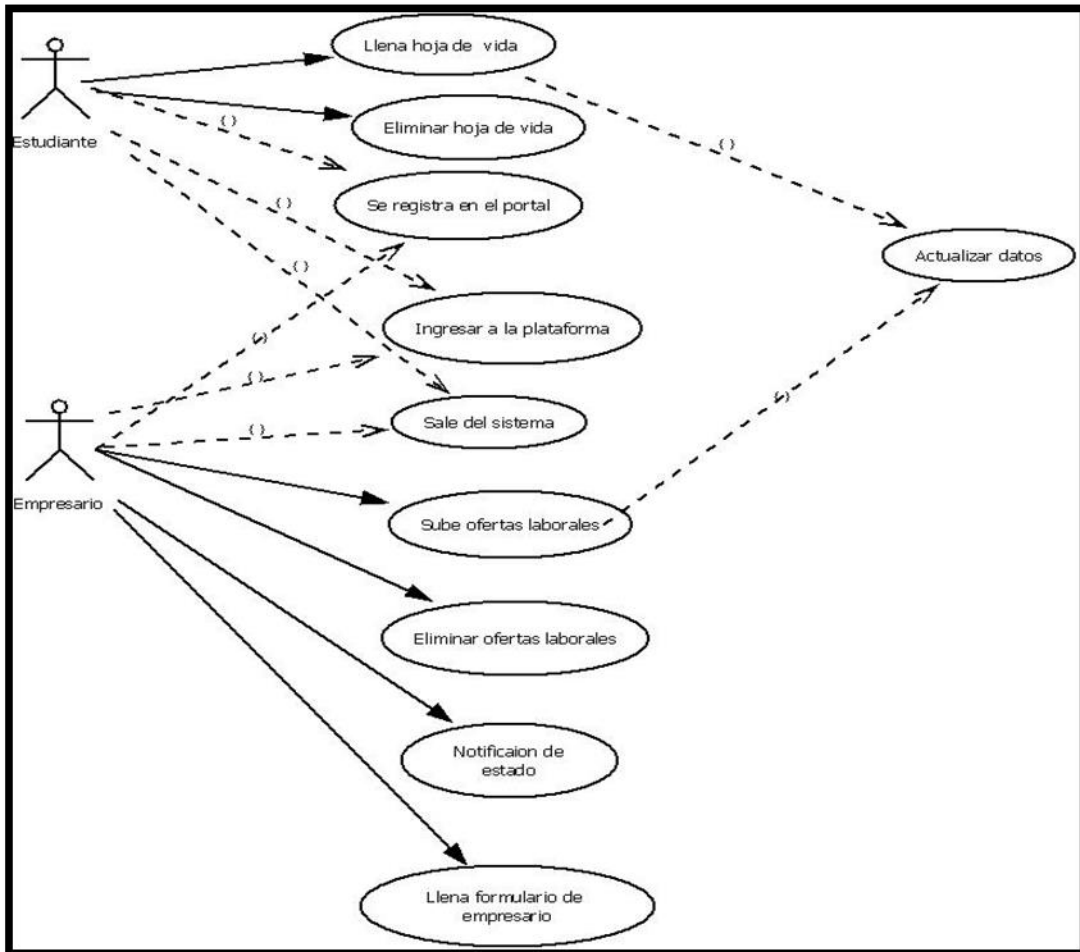 Llena hoja de vida
Estudiante
Eliminar hoja de vida
( )
( )
Se registra en el portal
( )
( )
Actualizar datos
( )
Ingresar a la plataforma
( )
( )
Sale del sistema
( )
( )
Empresario
Sube ofertas laborales
Eliminar ofertas laborales
Notificaion de
estado
Llena formulario de
empresario